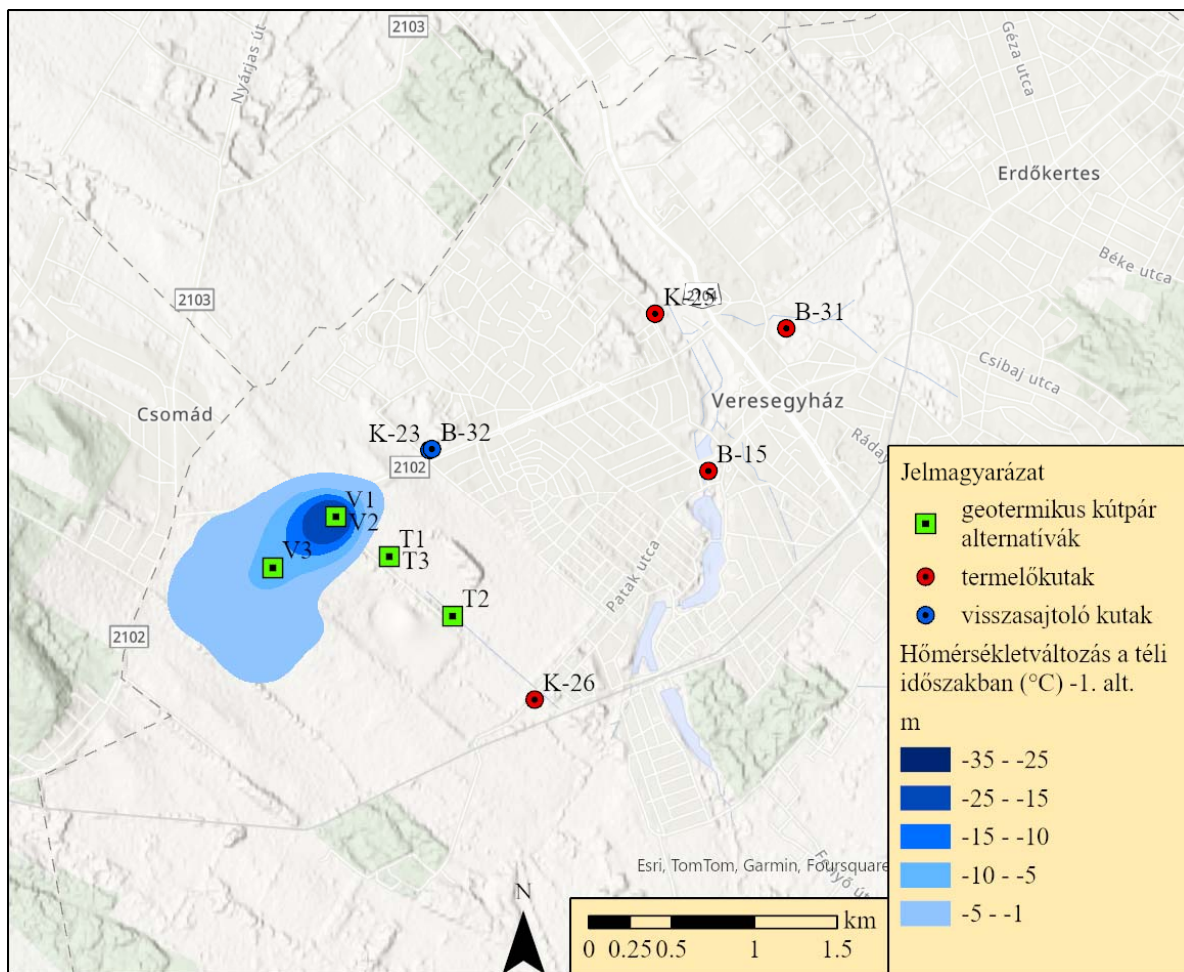 2103
2103
Nyárjas út
Géza utca
Erdőkertes
Béke utca
2103
K-25
B-31
Csibaj utca
Csomád
Veresegyház
K-23
B-32
2102
B-15
V1
V2
V3
T1
T3
T2
Patak utca
2102
K-26
Jelmagyarázat
geotermikus kútpár
alternatívák
termelőkutak
visszasajtoló kutak
Hőmérsékletváltozás a téli
időszakban (°C) -1. alt.
m
-35 - -25
-25 - -15
-15 - -10
-10 - -5
-5 - -1
Esri, TomTom, Garmin, Foursquare
N
km
0 0.25 0.5 1 1.5